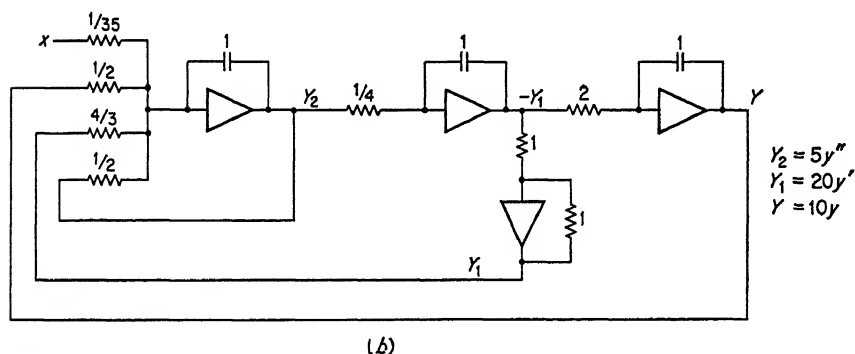 1/35
x
1
1
1
1/2
Y₂
1/4
-Y₁
2
Y
4/3
1
1/2
1
Y₂ = 5y″
Y₁ = 20y′
Y = 10y
Y₁
(b)